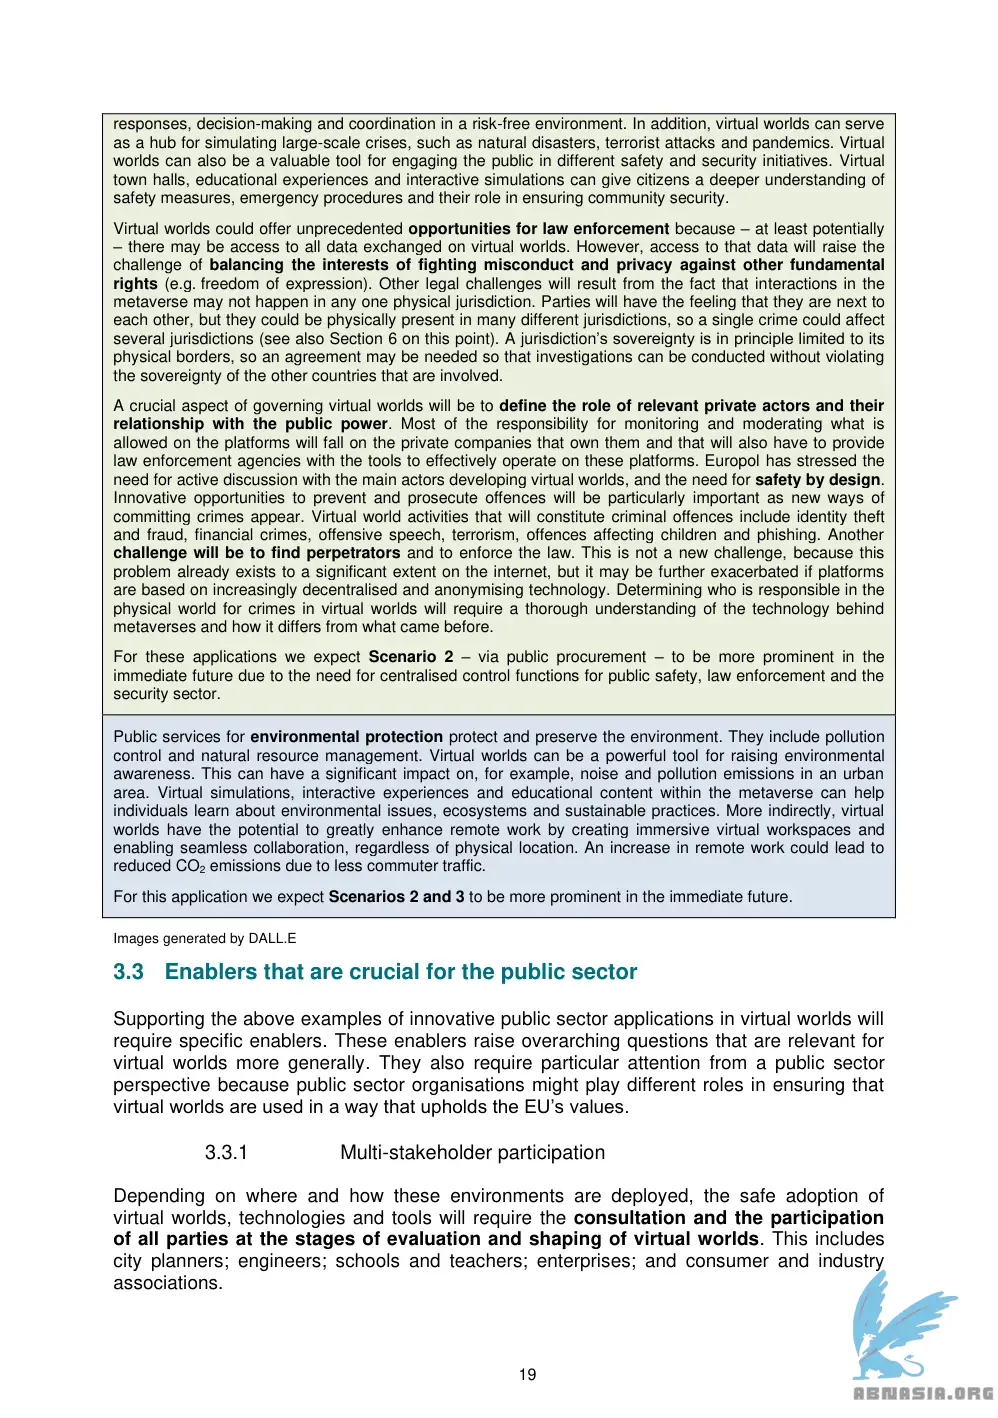 responses, decision-making and coordination in a risk-free environment. In addition, virtual worlds can serve
as a hub for simulating large-scale crises, such as natural disasters, terrorist attacks and pandemics. Virtual
worlds can also be a valuable tool for engaging the public in different safety and security initiatives. Virtual
town halls, educational experiences and interactive simulations can give citizens a deeper understanding of
safety measures, emergency procedures and their role in ensuring community security.
Virtual worlds could offer unprecedented opportunities for law enforcement because – at least potentially
– there may be access to all data exchanged on virtual worlds. However, access to that data will raise the
challenge of balancing the interests of fighting misconduct and privacy against other fundamental
rights (e.g. freedom of expression). Other legal challenges will result from the fact that interactions in the
metaverse may not happen in any one physical jurisdiction. Parties will have the feeling that they are next to
each other, but they could be physically present in many different jurisdictions, so a single crime could affect
several jurisdictions (see also Section 6 on this point). A jurisdiction's sovereignty is in principle limited to its
physical borders, so an agreement may be needed so that investigations can be conducted without violating
the sovereignty of the other countries that are involved.
A crucial aspect of governing virtual worlds will be to define the role of relevant private actors and their
relationship with the public power. Most of the responsibility for monitoring and moderating what is
allowed on the platforms will fall on the private companies that own them and that will also have to provide
law enforcement agencies with the tools to effectively operate on these platforms. Europol has stressed the
need for active discussion with the main actors developing virtual worlds, and the need for safety by design.
Innovative opportunities to prevent and prosecute offences will be particularly important as new ways of
committing crimes appear. Virtual world activities that will constitute criminal offences include identity theft
and fraud, financial crimes, offensive speech, terrorism, offences affecting children and phishing. Another
challenge will be to find perpetrators and to enforce the law. This is not a new challenge, because this
problem already exists to a significant extent on the internet, but it may be further exacerbated if platforms
are based on increasingly decentralised and anonymising technology. Determining who is responsible in the
physical world for crimes in virtual worlds will require a thorough understanding of the technology behind
metaverses and how it differs from what came before.
For these applications we expect Scenario 2 – via public procurement – to be more prominent in the
immediate future due to the need for centralised control functions for public safety, law enforcement and the
security sector.
Public services for environmental protection protect and preserve the environment. They include pollution
control and natural resource management. Virtual worlds can be a powerful tool for raising environmental
awareness. This can have a significant impact on, for example, noise and pollution emissions in an urban
area. Virtual simulations, interactive experiences and educational content within the metaverse can help
individuals learn about environmental issues, ecosystems and sustainable practices. More indirectly, virtual
worlds have the potential to greatly enhance remote work by creating immersive virtual workspaces and
enabling seamless collaboration, regardless of physical location. An increase in remote work could lead to
reduced CO₂ emissions due to less commuter traffic.
For this application we expect Scenarios 2 and 3 to be more prominent in the immediate future.
Images generated by DALL.E
3.3 Enablers that are crucial for the public sector
Supporting the above examples of innovative public sector applications in virtual worlds will
require specific enablers. These enablers raise overarching questions that are relevant for
virtual worlds more generally. They also require particular attention from a public sector
perspective because public sector organisations might play different roles in ensuring that
virtual worlds are used in a way that upholds the EU's values.
3.3.1 Multi-stakeholder participation
Depending on where and how these environments are deployed, the safe adoption of
virtual worlds, technologies and tools will require the consultation and the participation
of all parties at the stages of evaluation and shaping of virtual worlds. This includes
city planners; engineers; schools and teachers; enterprises; and consumer and industry
associations.
19
ABNASIA.ORG